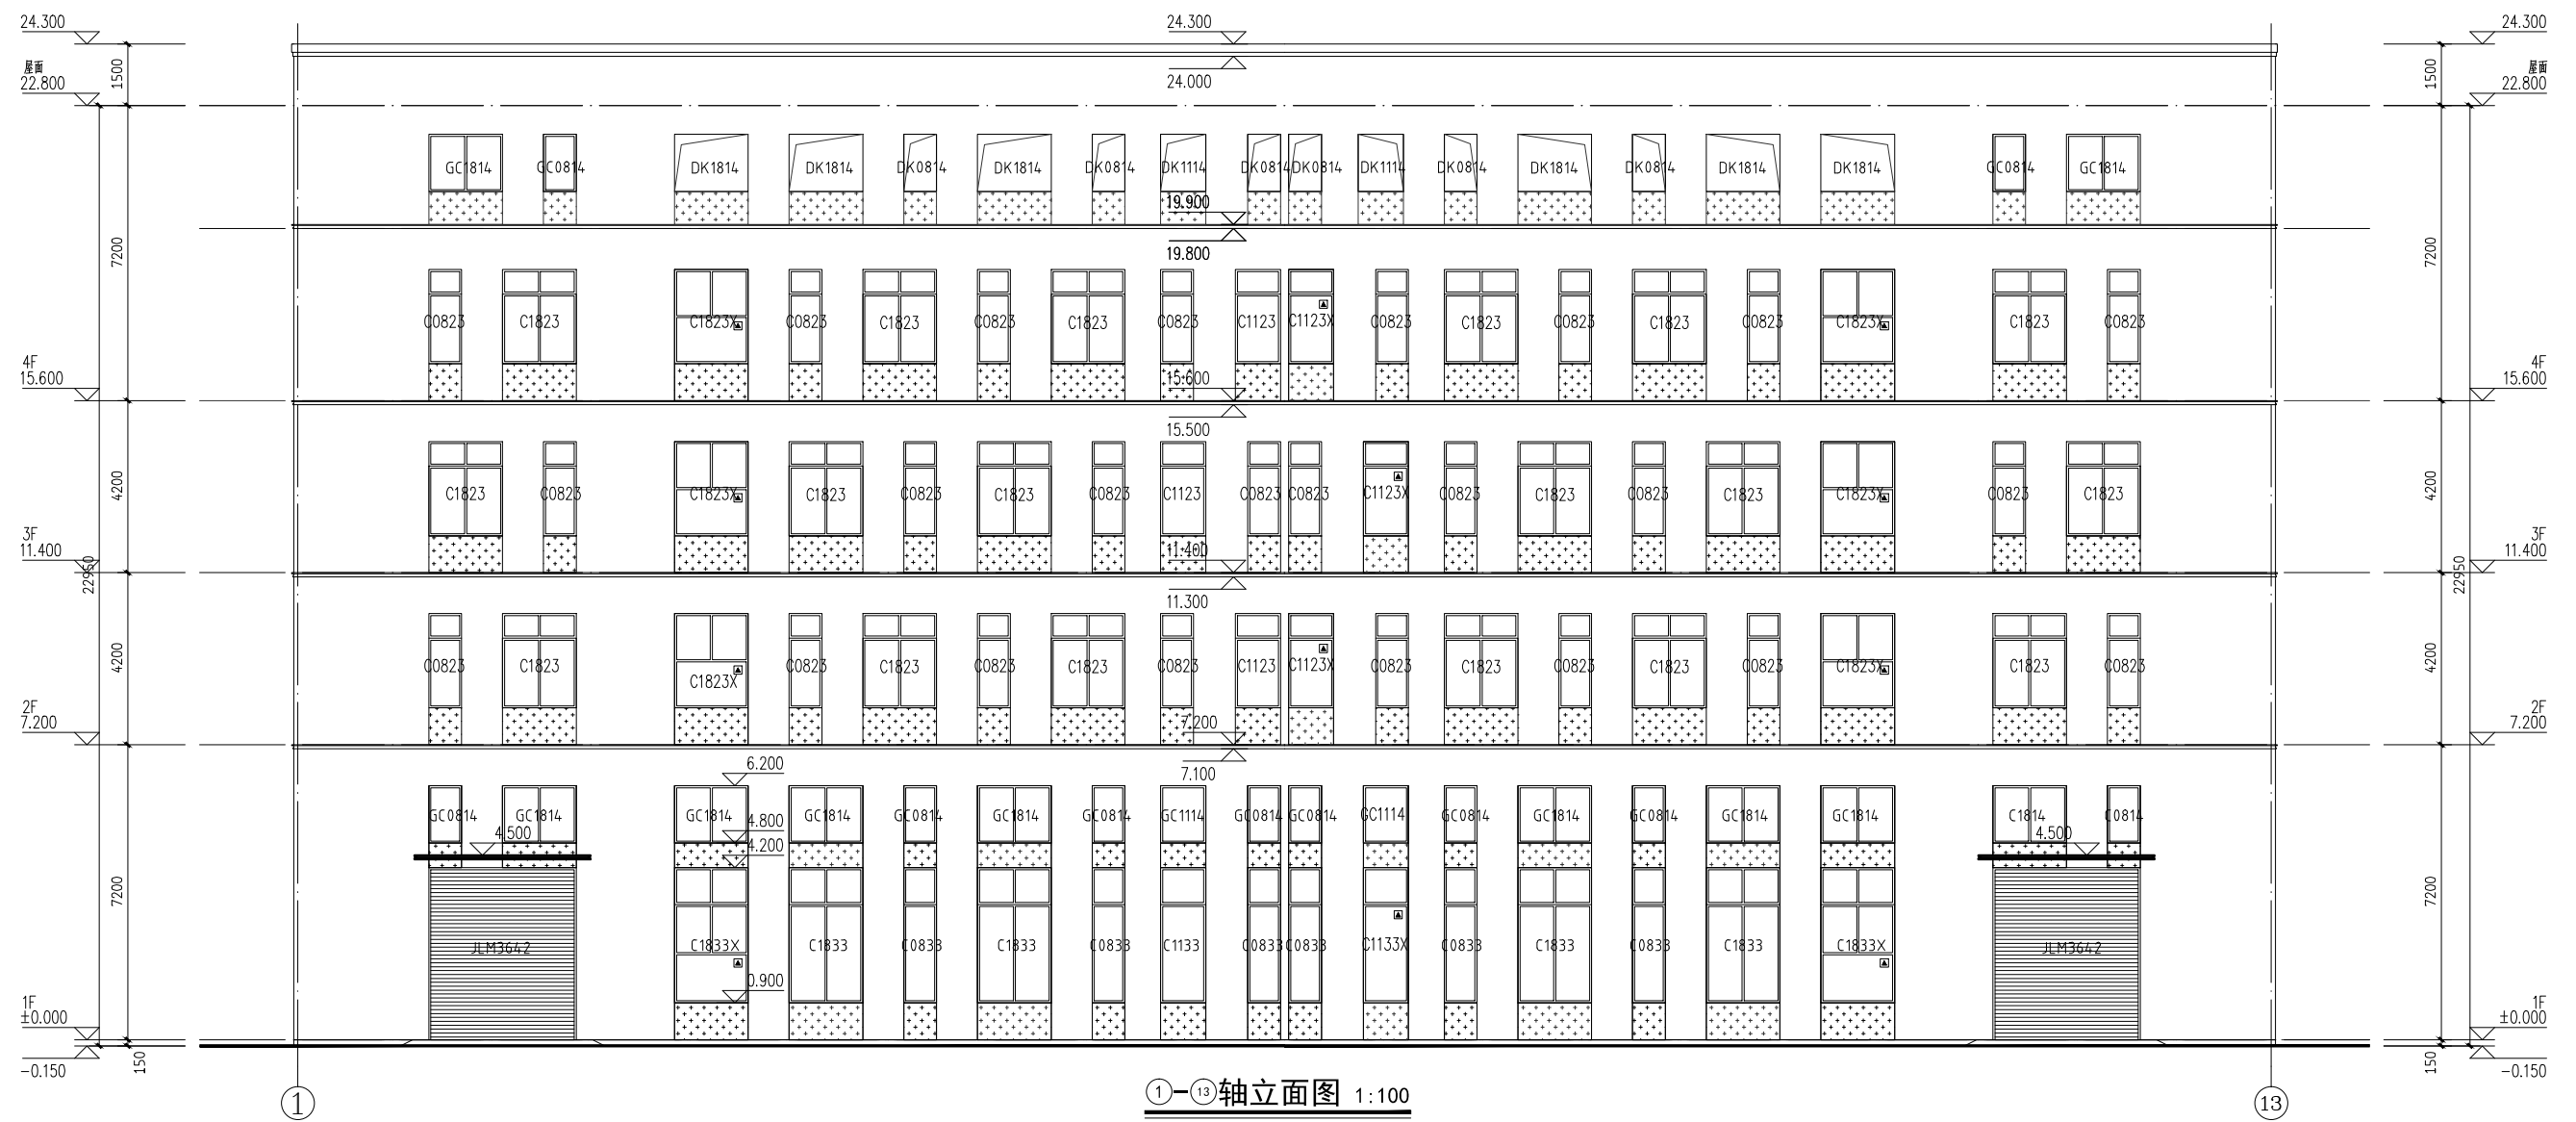 24.300 24.300 24.300
屋面 屋面
22.800 1500 24.000 1500 22.800
GC1814 GC0814 DK1814 DK1814 DK0814 DK1814 DK0814 DK1114 DK0814 DK0814 DK1114 DK0814 DK1814 DK0814 DK1814 DK1814 GC0814 GC1814
19.900
7200 19.800 7200
C0823 C1823 C1823X C0823 C1823 C0823 C1823 C0823 C1123 C1123X C0823 C1823 C0823 C1823 C0823 C1823X C1823 C0823
4F 4F
15.600 15.600 15.600
15.500
4200 C1823 C0823 C1823X C1823 C0823 C1823 C0823 C1123 C0823 C0823 C1123X C0823 C1823 C0823 C1823 C1823X C0823 C1823 4200
3F 3F
11.400 11.400 11.400
22950 11.300 22950
4200 C0823 C1823 C1823X C0823 C1823 C0823 C1823 C0823 C1123 C1123X C0823 C1823 C0823 C1823 C0823 C1823X C1823 C0823 4200
2F 2F
7.200 7.200 7.200
6.200 7.100
GC0814 GC1814 GC1814 GC1814 GC0814 GC1814 GC0814 GC1114 GC0814 GC0814 GC1114 GC0814 GC1814 GC0814 GC1814 GC1814 C1814 C0814
4.500 4.800 4.500
4.200
7200 7200
JLM3642 C1833X C1833 C0833 C1833 C0833 C1133 C0833 C0833 C1133X C0833 C1833 C0833 C1833 C1833X JLM3642
0.900
1F 1F
±0.000 ±0.000
-0.150 150 150 -0.150
1 ①-⑬轴立面图 1:100 13